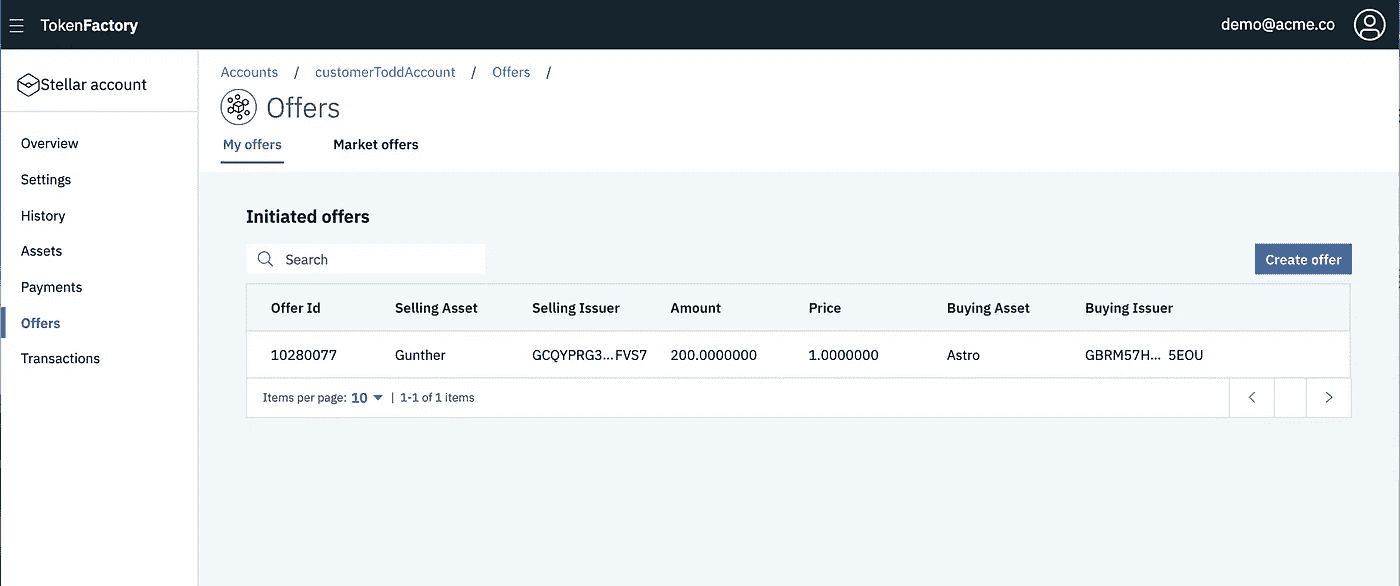 TokenFactory
demo@acme.co
Stellar account
Overview
Settings
History
Assets
Payments
Offers
Transactions
Accounts / customerToddAccount / Offers /
Offers
My offers Market offers
Initiated offers
Search
Create offer
Offer Id Selling Asset Selling Issuer Amount Price Buying Asset Buying Issuer
10280077 Gunther GCQYPRG3...FVS7 200.0000000 1.0000000 Astro GBRM57H... 5EOU
Items per page: 10 | 1-1 of 1 items